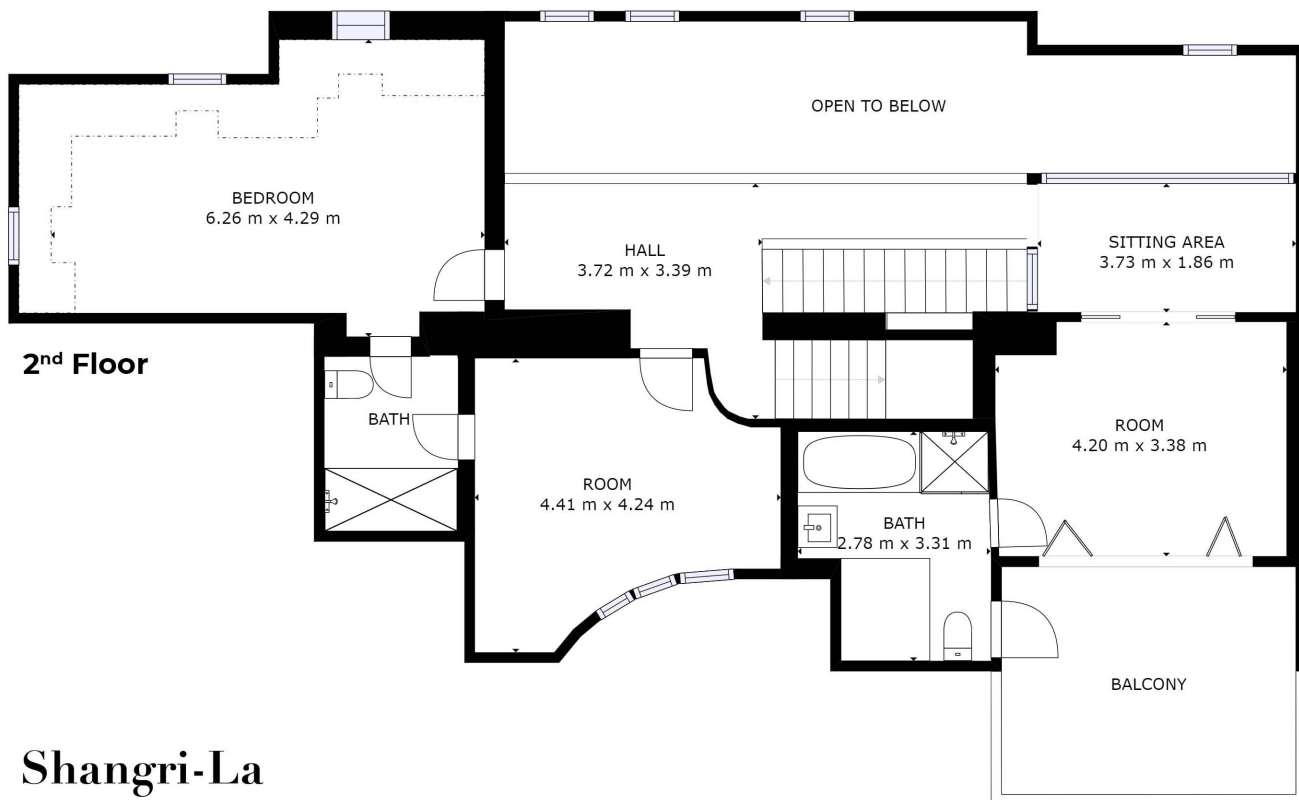 OPEN TO BELOW
BEDROOM
6.26 m x 4.29 m
HALL
3.72 m x 3.39 m
SITTING AREA
3.73 m x 1.86 m
2nd Floor
BATH
ROOM
4.20 m x 3.38 m
ROOM
4.41 m x 4.24 m
BATH
2.78 m x 3.31 m
BALCONY
Shangri-La